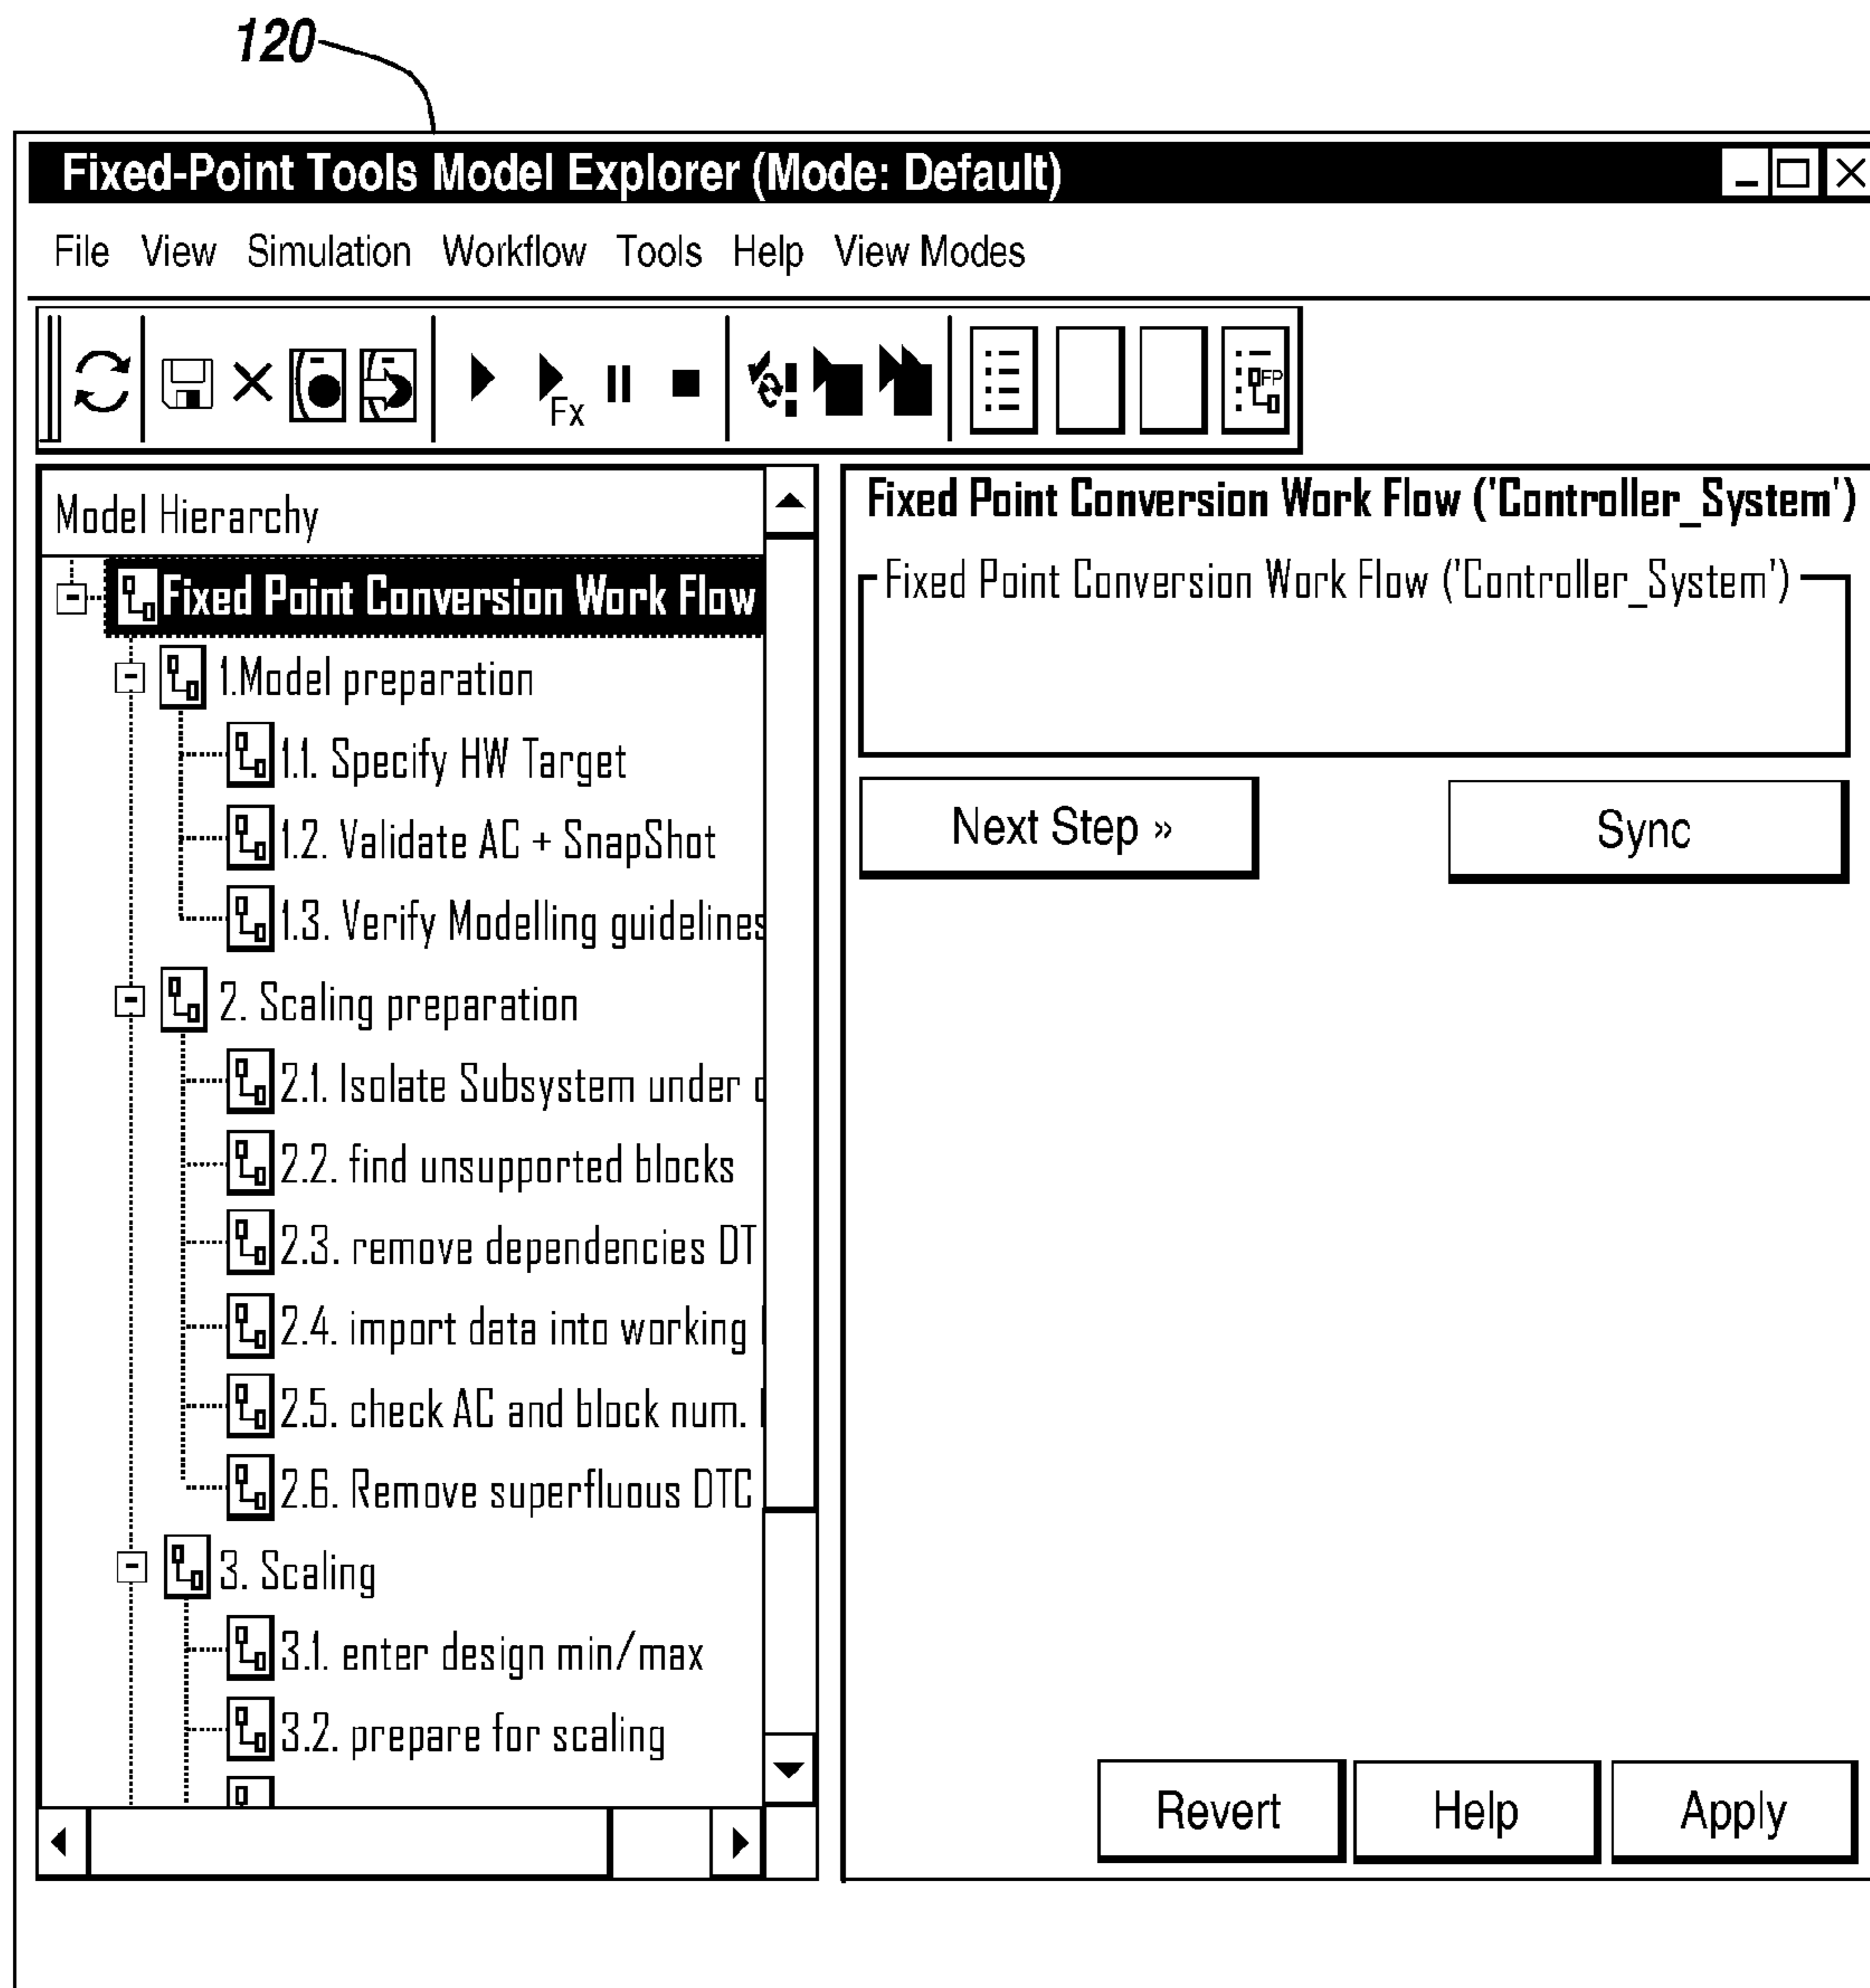 120
Fixed-Point Tools Model Explorer (Mode: Default)
File View Simulation Workflow Tools Help View Modes
Fx
FP
Model Hierarchy
Fixed Point Conversion Work Flow
1.Model preparation
1.1. Specify HW Target
1.2. Validate AC + SnapShot
1.3. Verify Modelling guidelines
2. Scaling preparation
2.1. Isolate Subsystem under
2.2. find unsupported blocks
2.3. remove dependencies DT
2.4. import data into working
2.5. check AC and block num.
2.6. Remove superfluous DTC
3. Scaling
3.1. enter design min/max
3.2. prepare for scaling
Fixed Point Conversion Work Flow ('Controller_System')
Fixed Point Conversion Work Flow ('Controller_System')
Next Step »
Sync
Revert
Help
Apply